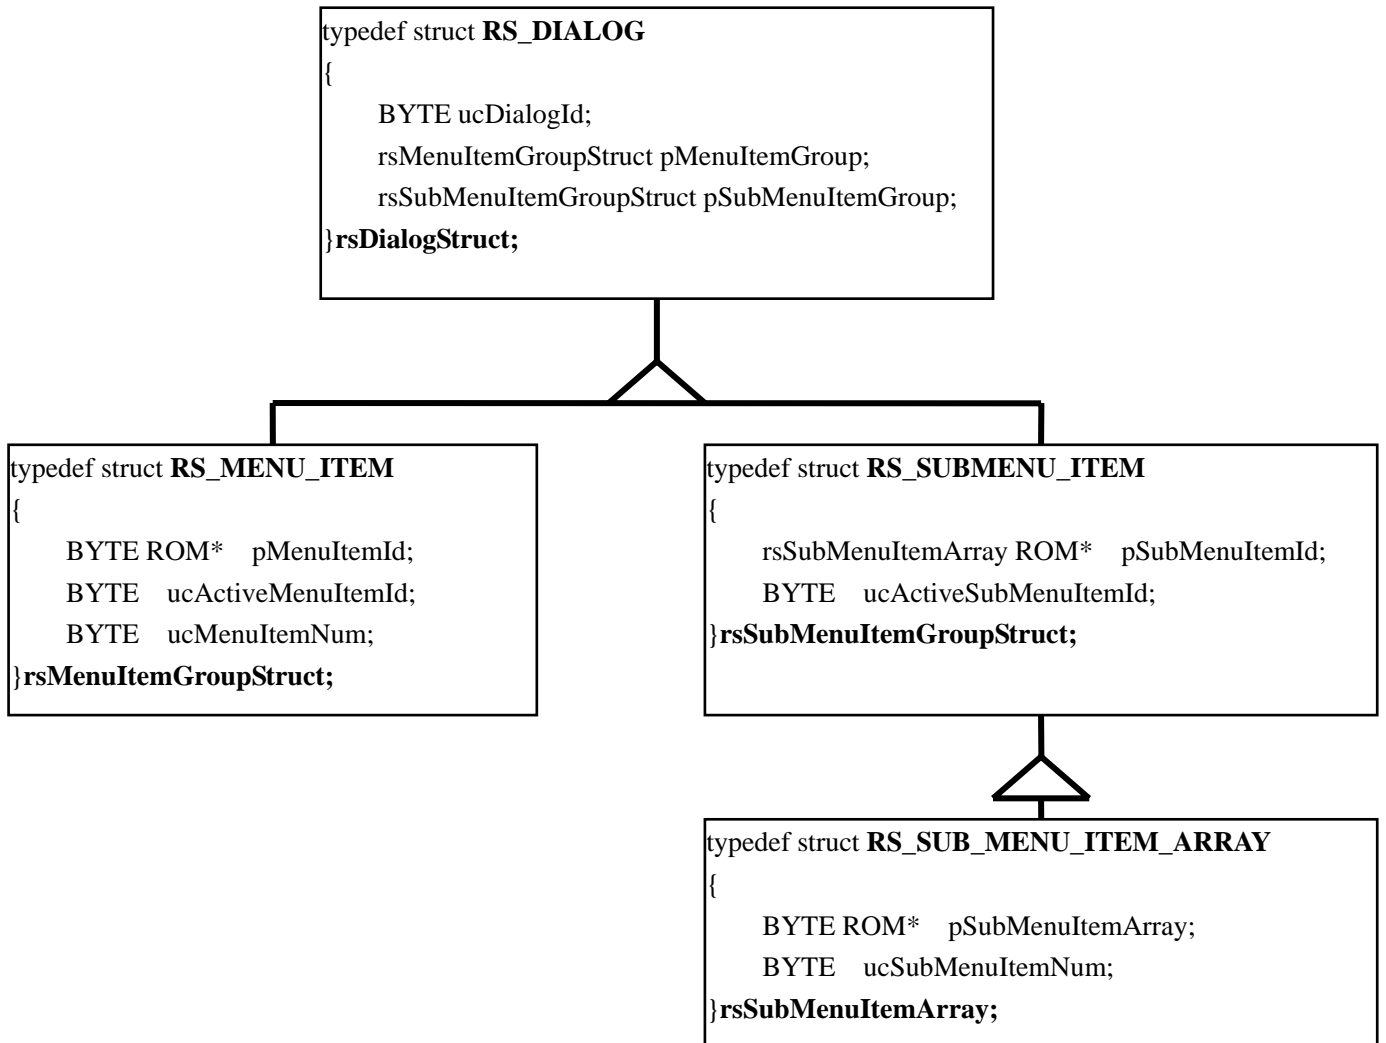 typedef struct RS_DIALOG
{
BYTE ucDialogId;
rsMenuItemGroupStruct pMenuItemGroup;
rsSubMenuItemGroupStruct pSubMenuItemGroup;
}rsDialogStruct;
typedef struct RS_MENU_ITEM
{
BYTE ROM* pMenuItemId;
BYTE ucActiveMenuItemId;
BYTE ucMenuItemNum;
}rsMenuItemGroupStruct;
typedef struct RS_SUBMENU_ITEM
{
rsSubMenuItemArray ROM* pSubMenuItemId;
BYTE ucActiveSubMenuItemId;
}rsSubMenuItemGroupStruct;
typedef struct RS_SUB_MENU_ITEM_ARRAY
{
BYTE ROM* pSubMenuItemArray;
BYTE ucSubMenuItemNum;
}rsSubMenuItemArray;